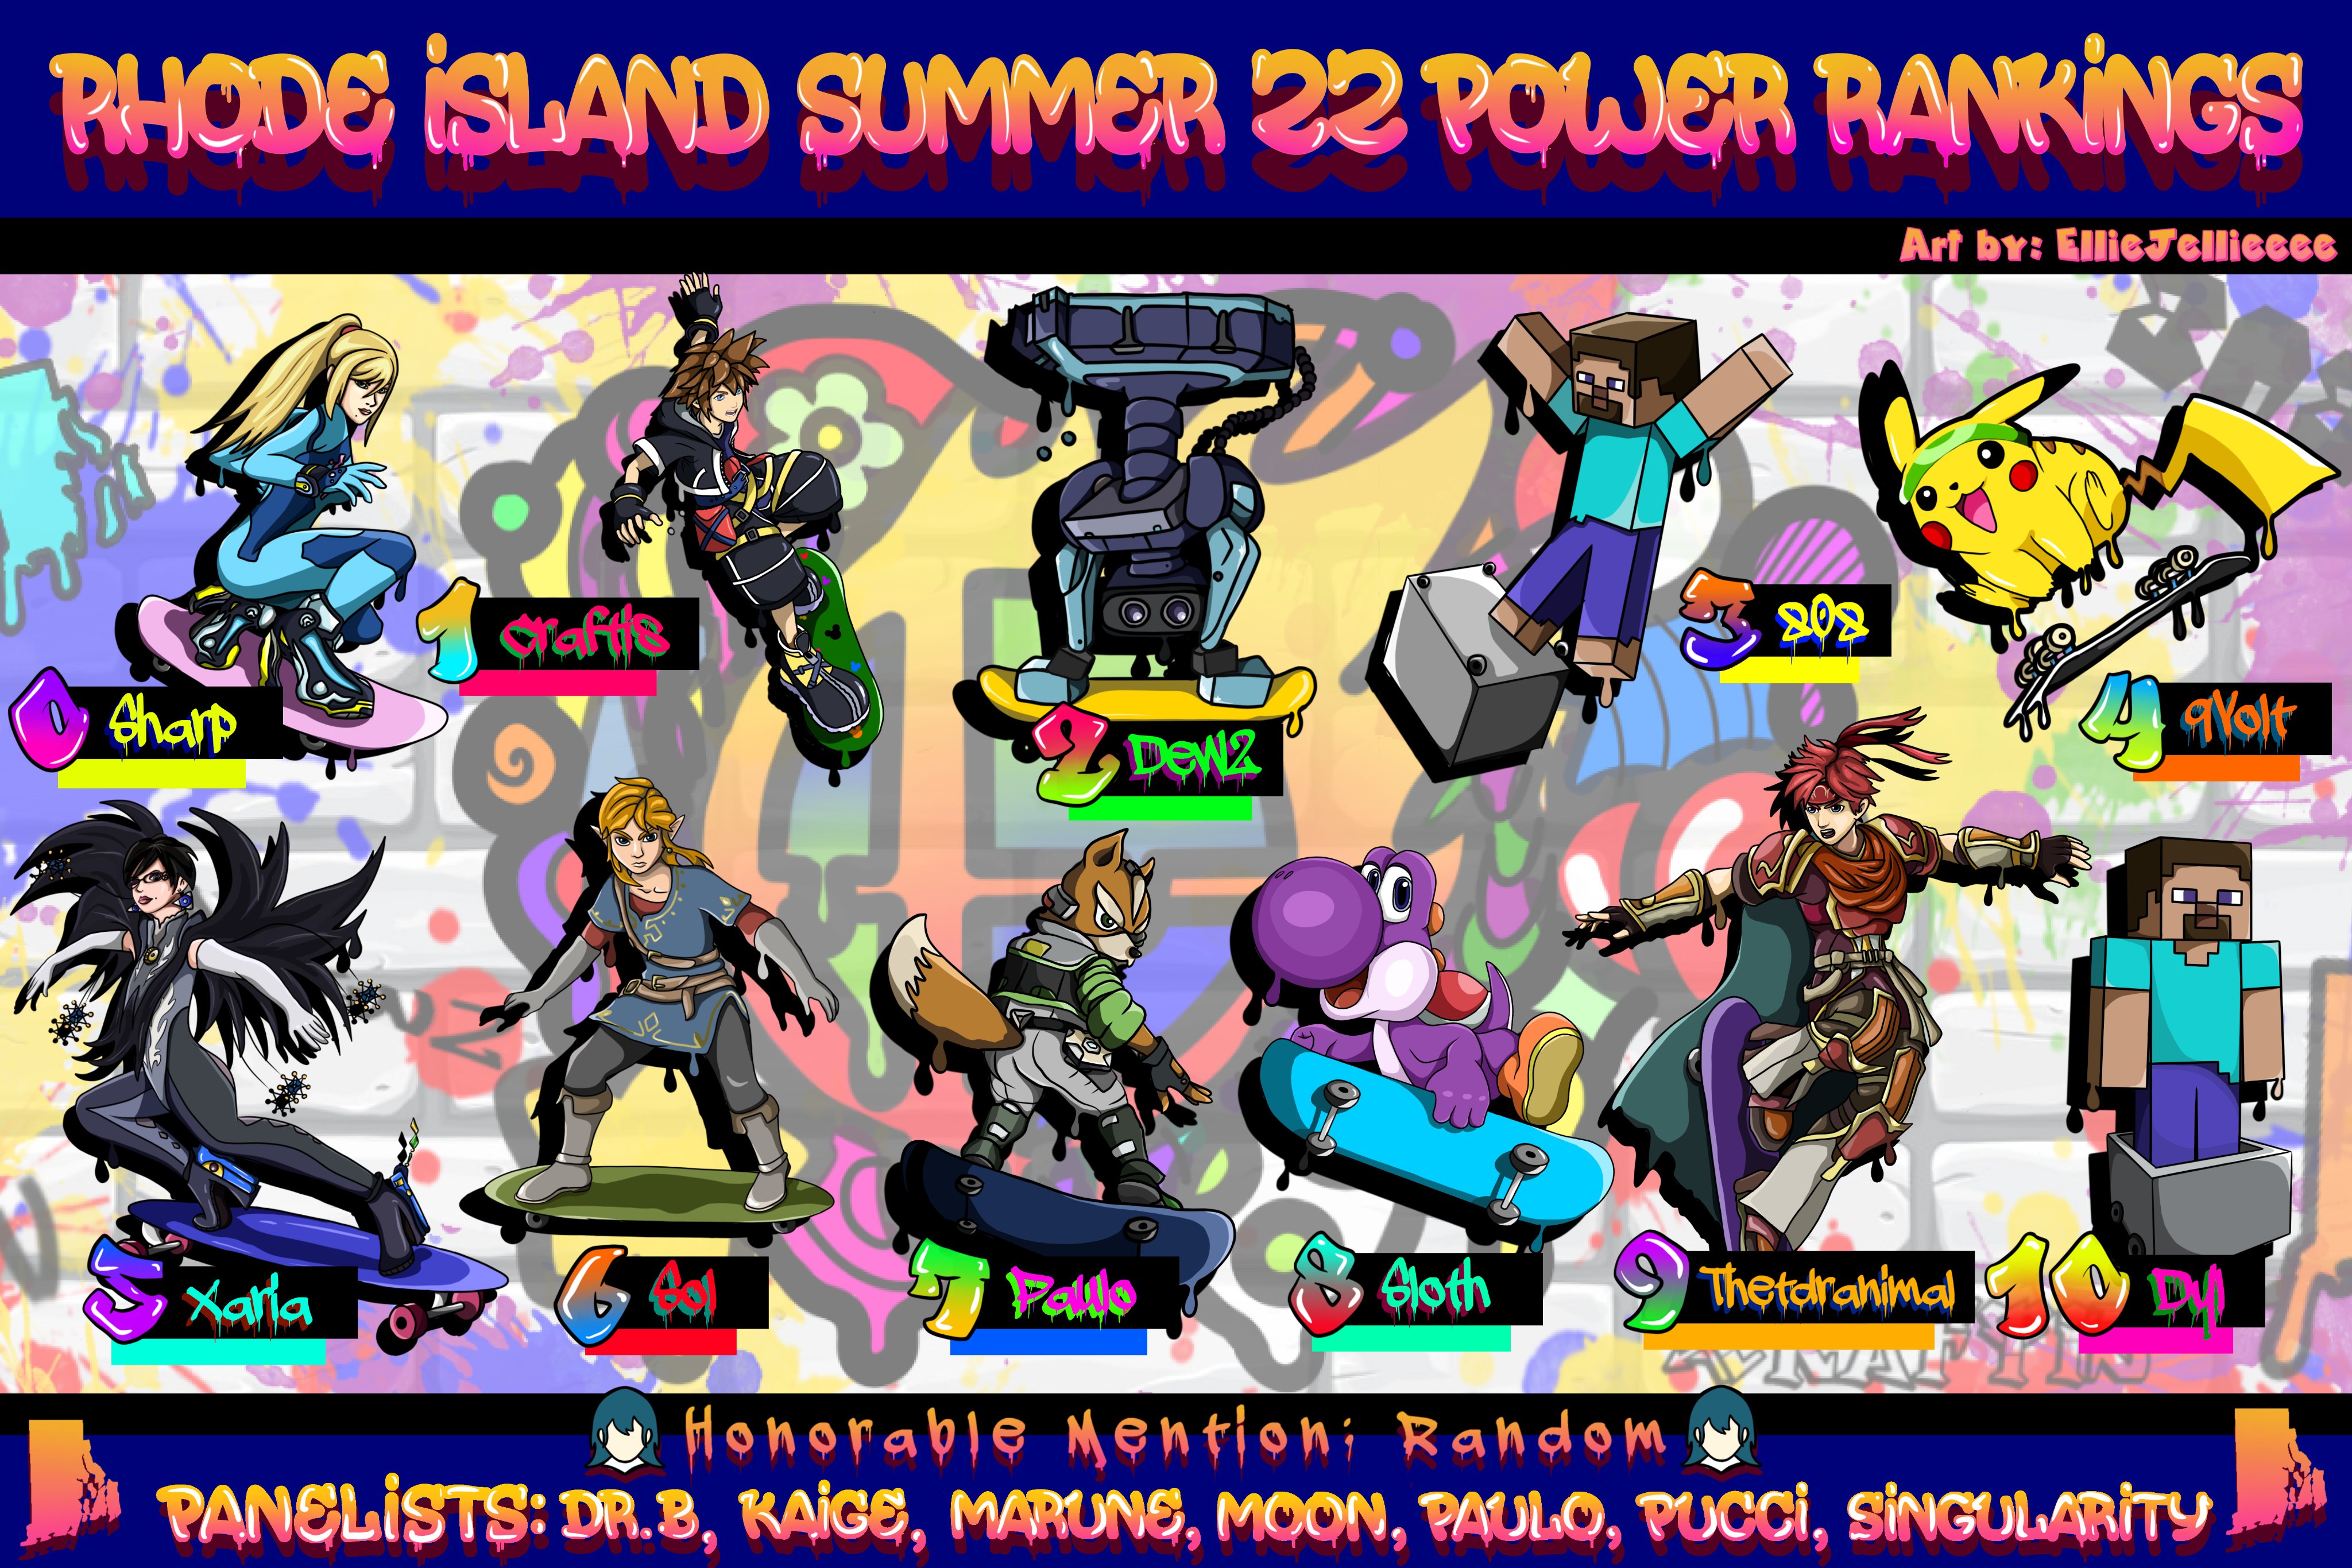 RHODE ISLAND SUMMER 22 POWER RANKINGS
Art by: EllieJellieeee
0 Sharp
1 Craftis
2 DEWL2
3 808
4 9Volt
5 Xaria
6 Sol
7 Paulo
8 Sloth
9 Thetdranimal
10 Dyl
Honorable Mention: Random
PANELISTS: DR.B, KAIGE, MARUNE, MOON, PAULO, PUCCI, SINGULARITY